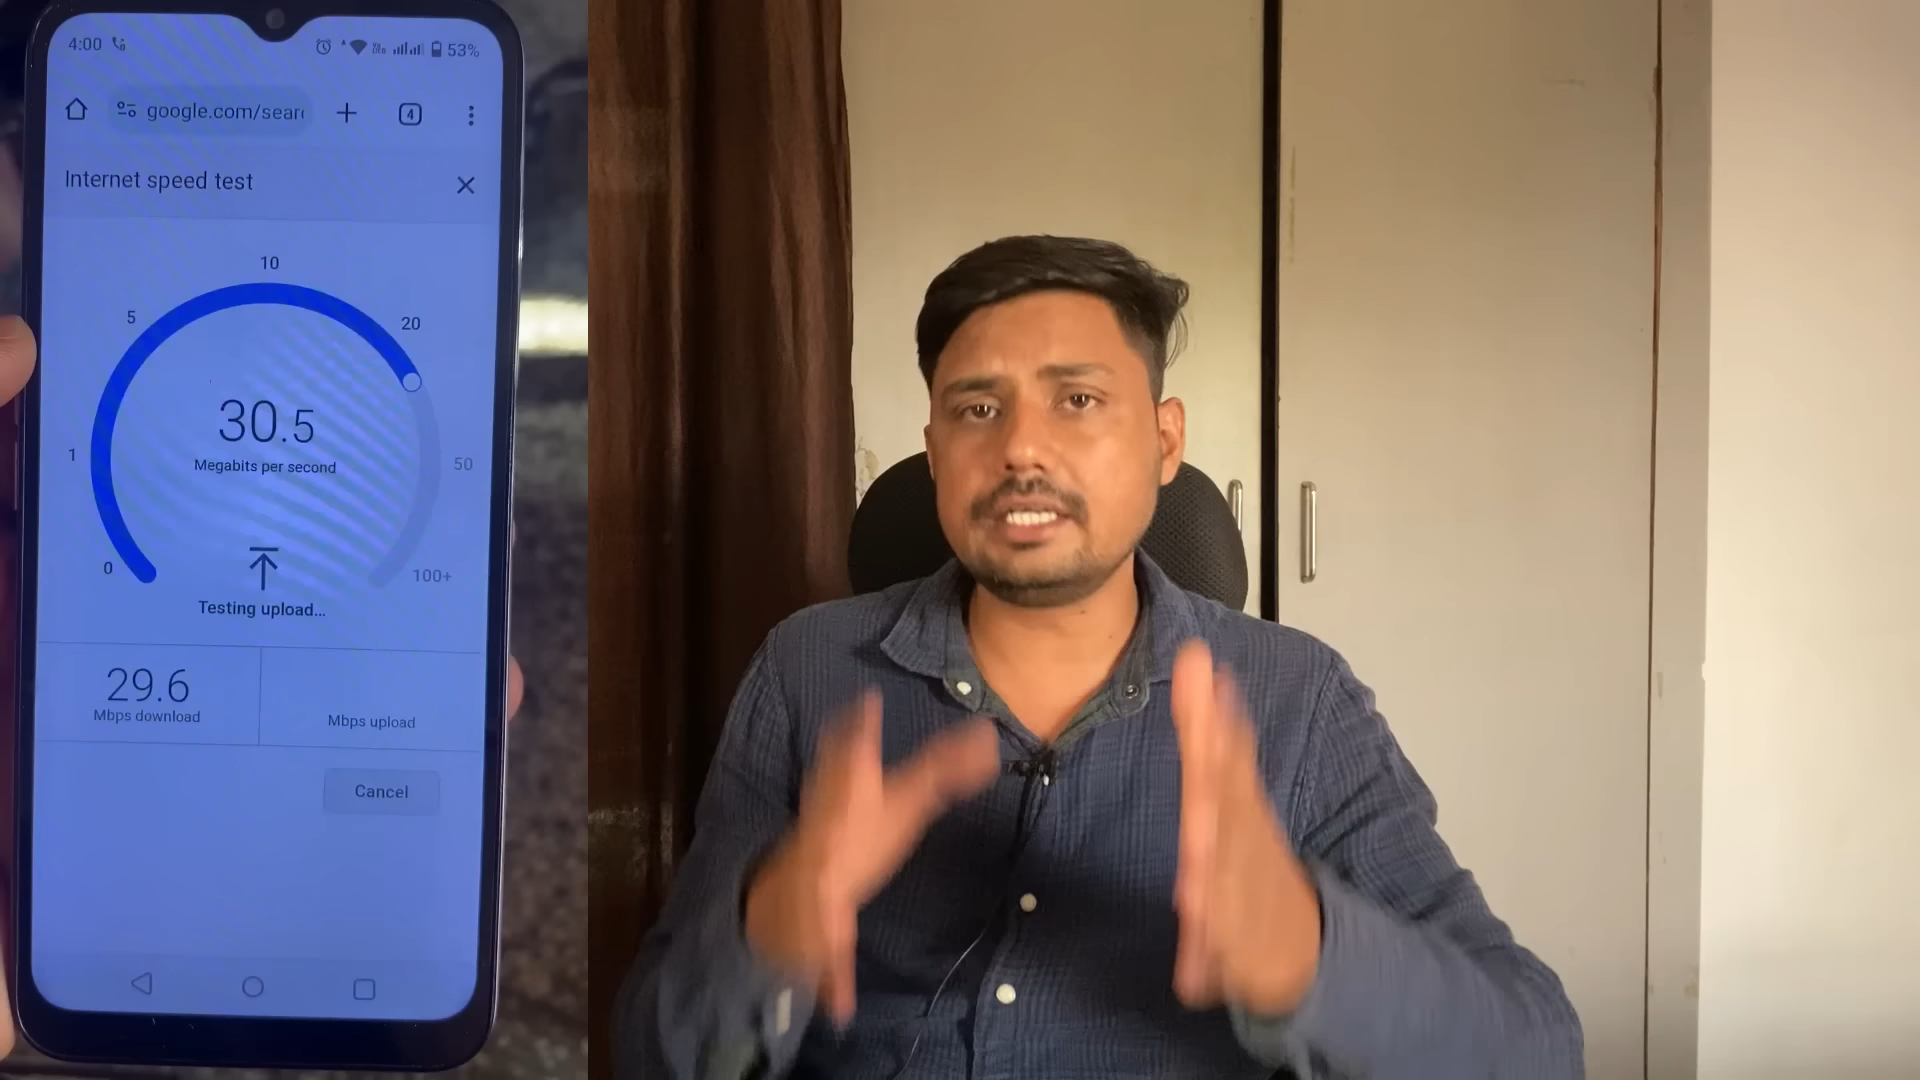 4:00 53%
google.com/sear
4
Internet speed test
10
5
20
30.5
1
Megabits per second
50
0
100+
Testing upload...
29.6
Mbps download
Mbps upload
Cancel